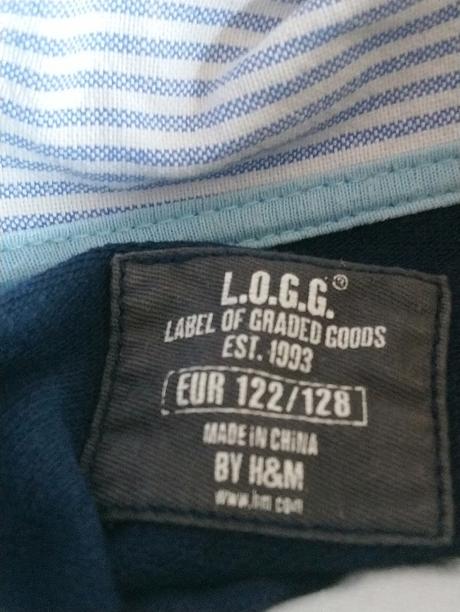 L.O.G.G.®
LABEL OF GRADED GOODS
EST. 1993
EUR 122/128
MADE IN CHINA
BY H&M
www.hm.com